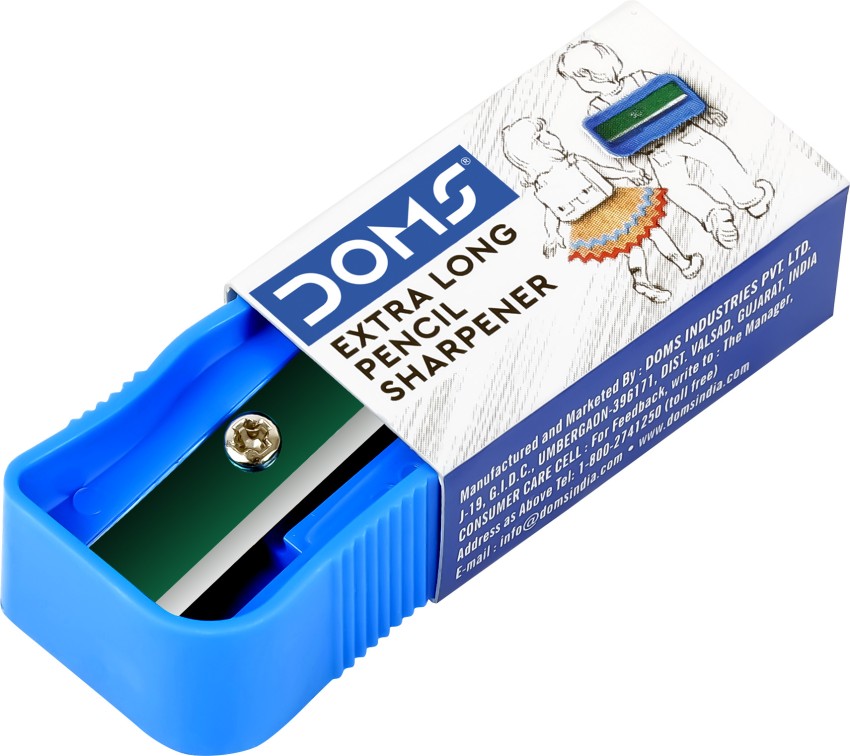 DOMS®
EXTRA LONG
PENCIL
SHARPENER
Manufactured and Marketed By : DOMS INDUSTRIES PVT. LTD.
J-19, G.I.D.C., UMBERGAON-396171, DIST. VALSAD, GUJARAT, INDIA
CONSUMER CARE CELL : For Feedback, write to : The Manager,
Address as Above Tel: 1-800-2741250 (toll free)
E-mail : info@domsindia.com • www.domsindia.com